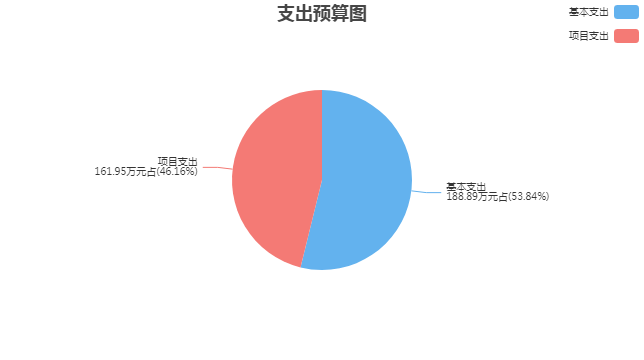 支出预算图
基本支出
项目支出
项目支出
161.95万元占(46.16%)
基本支出
188.89万元占(53.84%)